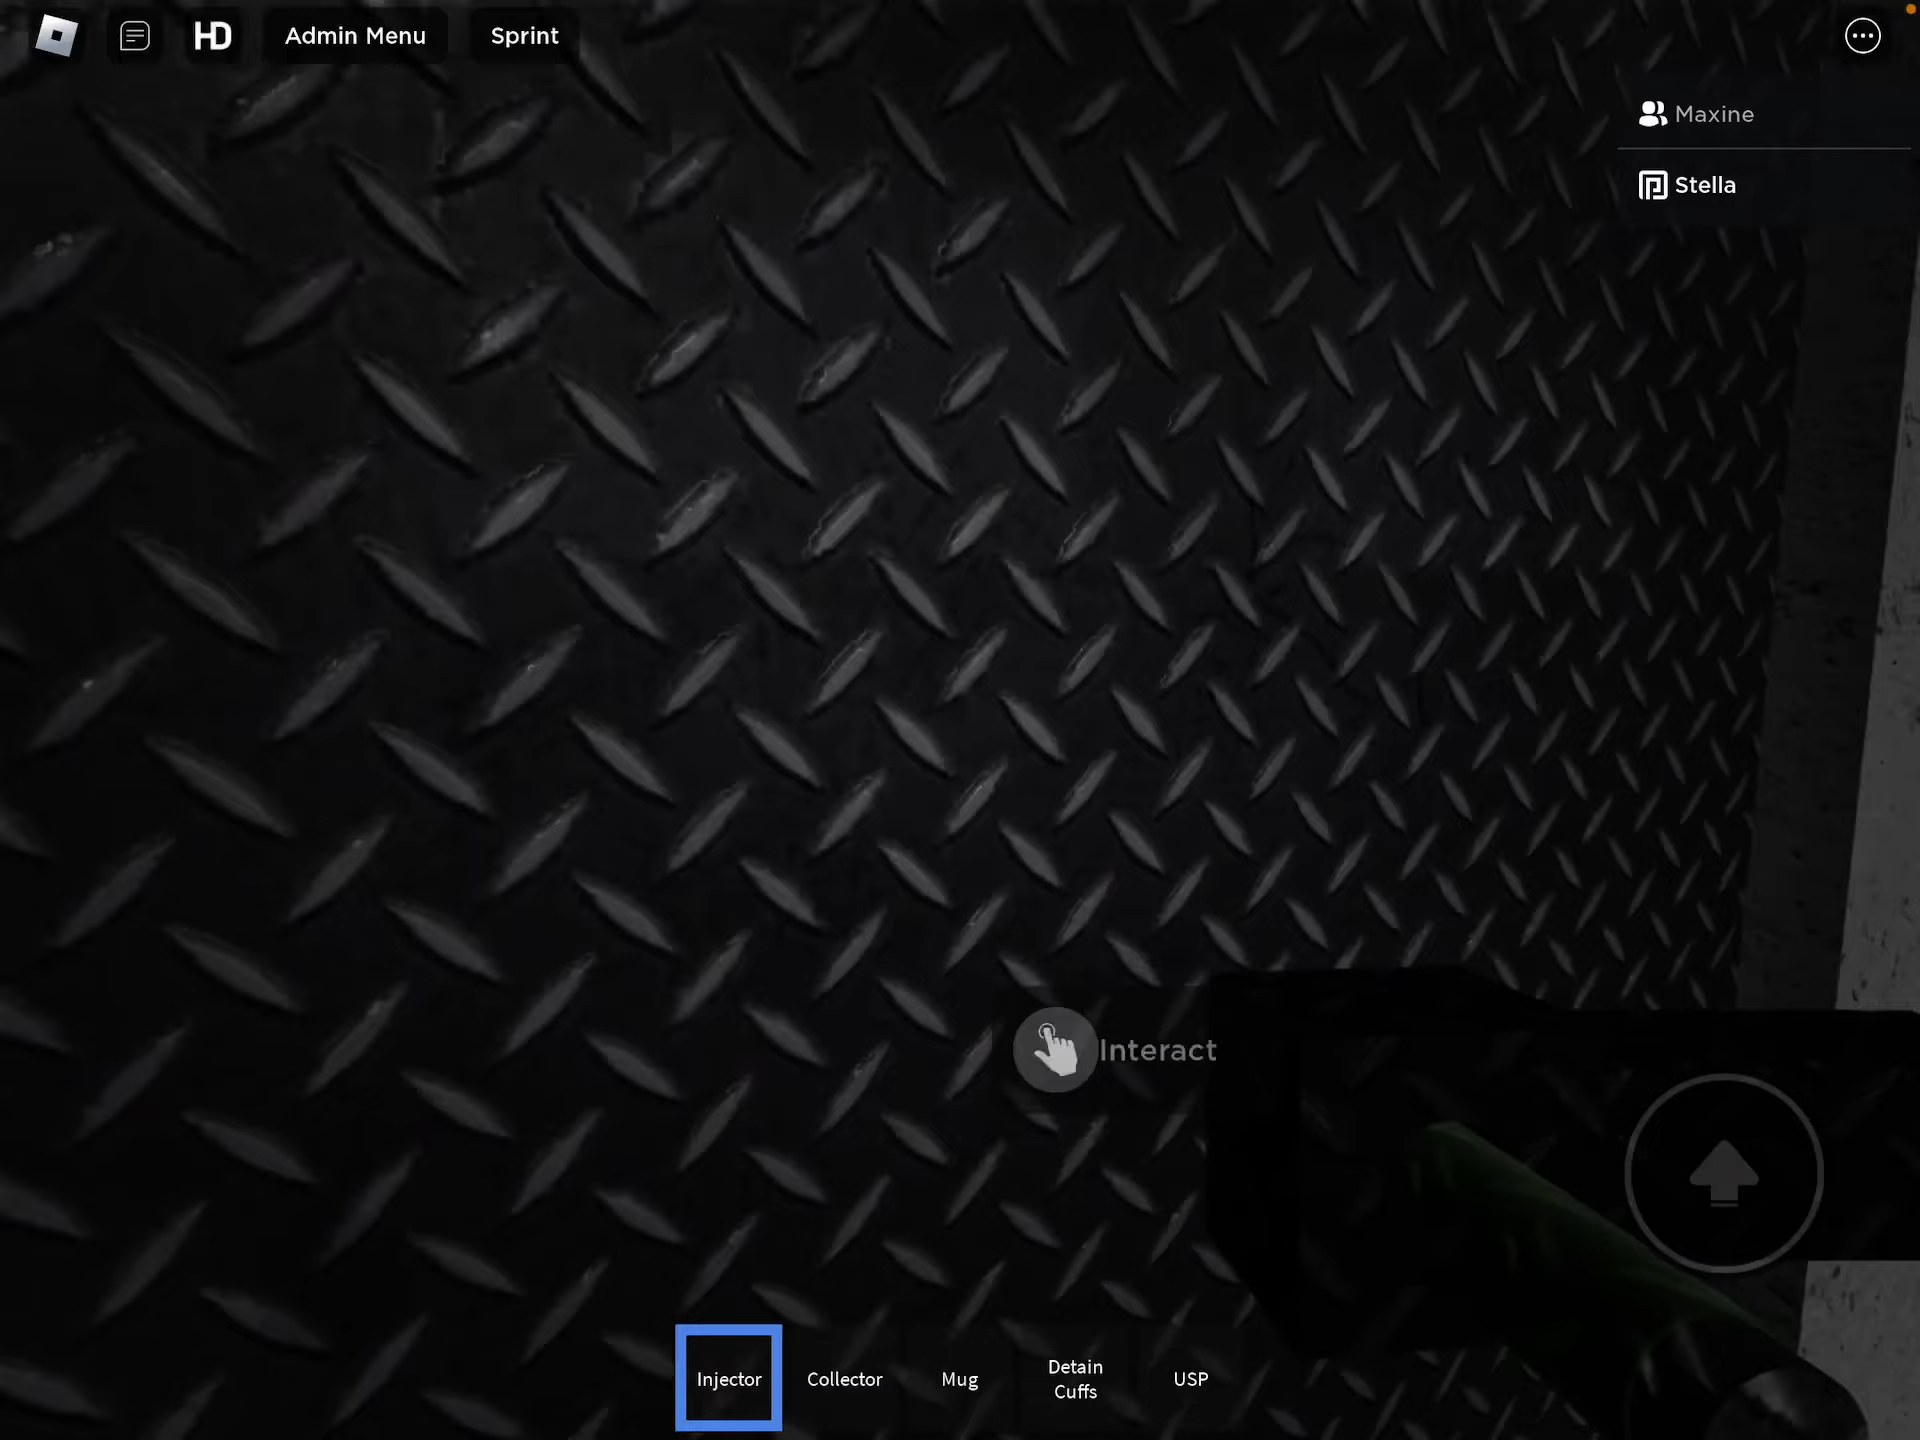 HD
Admin Menu
Sprint
Maxine
Stella
Interact
Injector
Collector
Mug
Detain
Cuffs
USP